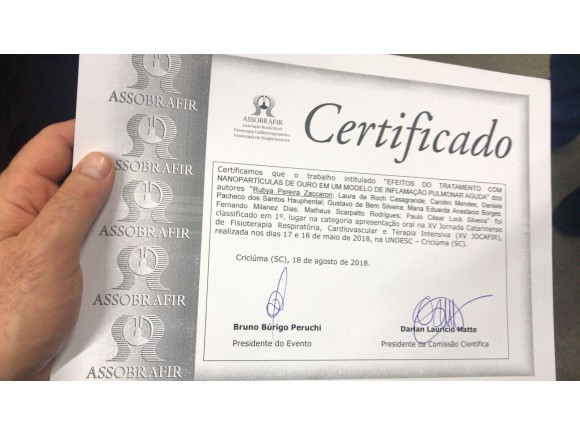 ASSOBRAFIR
ASSOBRAFIR
ASSOBRAFIR
ASSOBRAFIR
ASSOBRAFIR
ASSOBRAFIR
Associação Brasileira de
Fisioterapia Cardiorrespiratória e
Fisioterapia em Terapia Intensiva
Certificado
Certificamos que o trabalho intitulado "EFEITOS DO TRATAMENTO COM
NANOPARTÍCULAS DE OURO EM UM MODELO DE INFLAMAÇÃO PULMONAR AGUDA" dos
autores "Rubya Pereira Zaccaron; Laura de Roch Casagrande; Carolini Mendes; Daniele
Pacheco dos Santos Hauphental; Gustavo de Bem Silveira; Maria Eduarda Anastácio Borges;
Fernando Milanez Dias; Matheus Scarpatto Rodrigues; Paulo César Lock Silveira" foi
classificado em 1º. lugar na categoria apresentação oral na XV Jornada Catarinense
de Fisioterapia Respiratória, Cardiovascular e Terapia Intensiva (XV JOCAFIR),
realizada nos dias 17 e 18 de maio de 2018, na UNOESC – Criciúma (SC).
Criciúma (SC), 18 de agosto de 2018.
Bruno Búrigo Peruchi
Presidente do Evento
Darlan Laurício Matte
Presidente da Comissão Científica